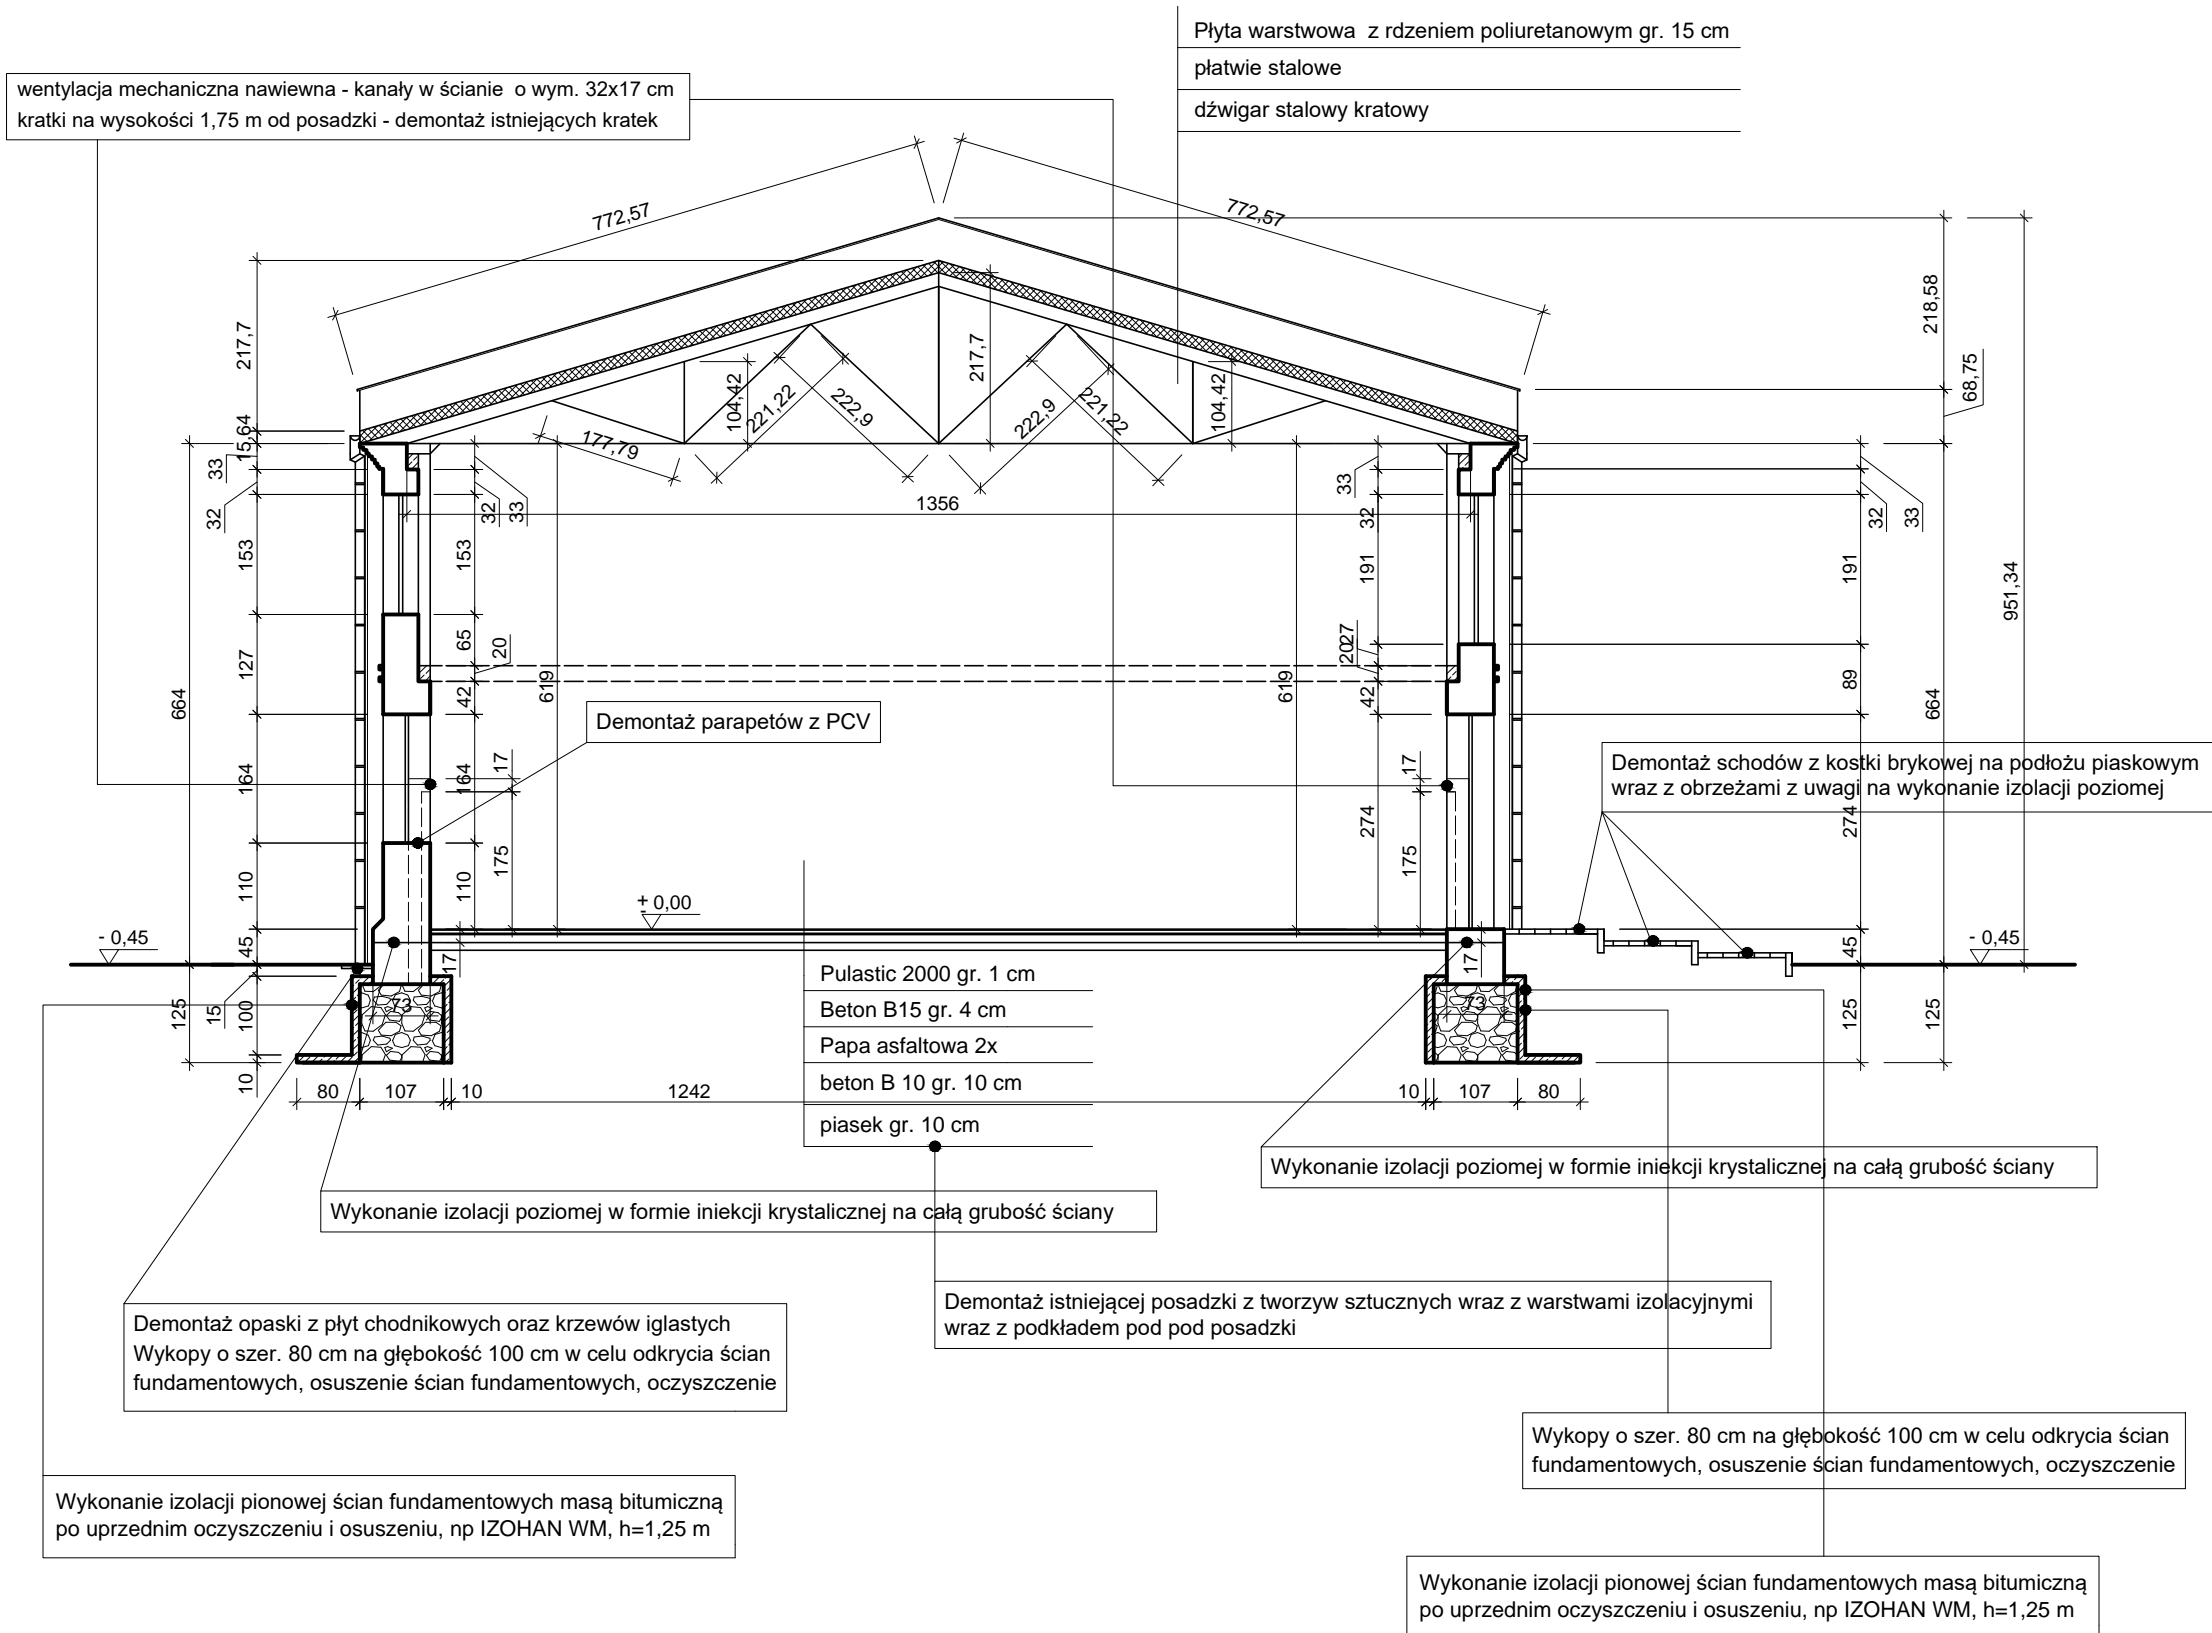 Płyta warstwowa z rdzeniem poliuretanowym gr. 15 cm
płatwie stalowe
dźwigar stalowy kratowy
wentylacja mechaniczna nawiewna - kanały w ścianie o wym. 32x17 cm
kratki na wysokości 1,75 m od posadzki - demontaż istniejących kratek
772,57
772,57
217,7
218,58
68,75
217,7
104,42
221,22
222,9
222,9
221,22
104,42
177,79
15,64
33
32
32
33
1356
33
32
32
33
153
153
191
191
951,34
127
65
20
42
619
619
20
27
42
89
664
664
Demontaż parapetów z PCV
Demontaż schodów z kostki brykowej na podłożu piaskowym
wraz z obrzeżami z uwagi na wykonanie izolacji poziomej
164
164
17
175
17
175
274
274
110
110
± 0,00
- 0,45
- 0,45
45
45
17
17
125
15
100
10
73
73
125
125
80
107
10
1242
10
107
80
Pulastic 2000 gr. 1 cm
Beton B15 gr. 4 cm
Papa asfaltowa 2x
beton B 10 gr. 10 cm
piasek gr. 10 cm
Wykonanie izolacji poziomej w formie iniekcji krystalicznej na całą grubość ściany
Wykonanie izolacji poziomej w formie iniekcji krystalicznej na całą grubość ściany
Demontaż istniejącej posadzki z tworzyw sztucznych wraz z warstwami izolacyjnymi
wraz z podkładem pod pod posadzki
Demontaż opaski z płyt chodnikowych oraz krzewów iglastych
Wykopy o szer. 80 cm na głębokość 100 cm w celu odkrycia ścian
fundamentowych, osuszenie ścian fundamentowych, oczyszczenie
Wykopy o szer. 80 cm na głębokość 100 cm w celu odkrycia ścian
fundamentowych, osuszenie ścian fundamentowych, oczyszczenie
Wykonanie izolacji pionowej ścian fundamentowych masą bitumiczną
po uprzednim oczyszczeniu i osuszeniu, np IZOHAN WM, h=1,25 m
Wykonanie izolacji pionowej ścian fundamentowych masą bitumiczną
po uprzednim oczyszczeniu i osuszeniu, np IZOHAN WM, h=1,25 m